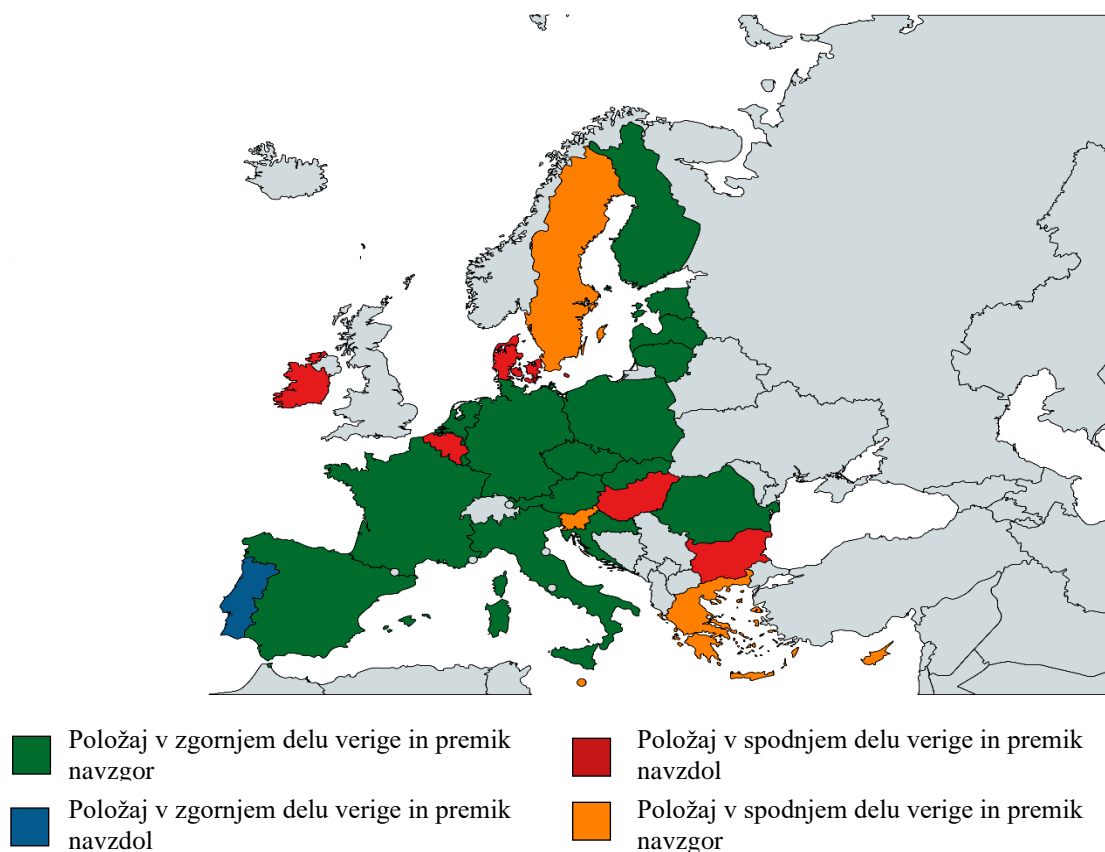 Položaj v zgornjem delu verige in premik
navzgor
Položaj v spodnjem delu verige in premik
navzdol
Položaj v zgornjem delu verige in premik
navzdol
Položaj v spodnjem delu verige in premik
navzgor